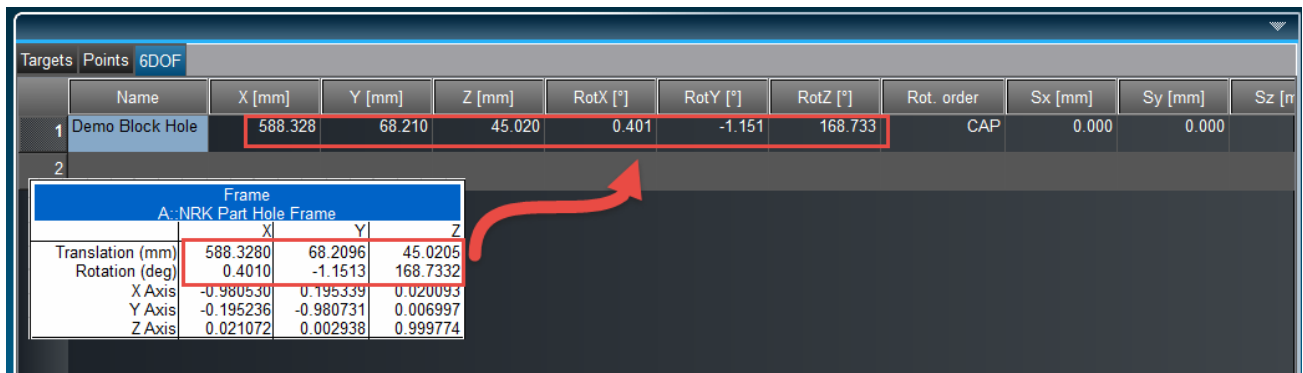 Targets Points 6DOF
Name X [mm] Y [mm] Z [mm] RotX [°] RotY [°] RotZ [°] Rot. order Sx [mm] Sy [mm] Sz [m
1 Demo Block Hole 588.328 68.210 45.020 0.401 -1.151 168.733 CAP 0.000 0.000
2
Frame
A::NRK Part Hole Frame
X Y Z
Translation (mm) 588.3280 68.2096 45.0205
Rotation (deg) 0.4010 -1.1513 168.7332
X Axis -0.980530 0.195339 0.020093
Y Axis -0.195236 -0.980731 0.006997
Z Axis 0.021072 0.002938 0.999774